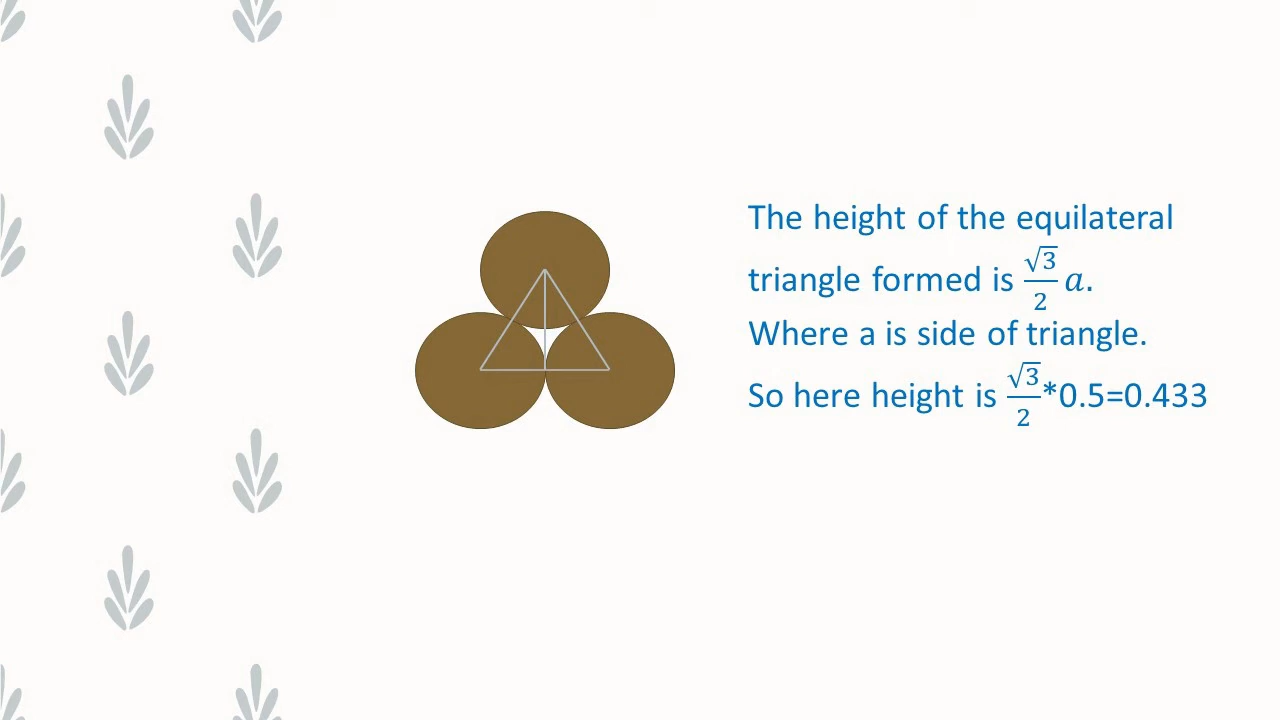 The height of the equilateral
triangle formed is √3/2 a.
Where a is side of triangle.
So here height is √3/2*0.5=0.433